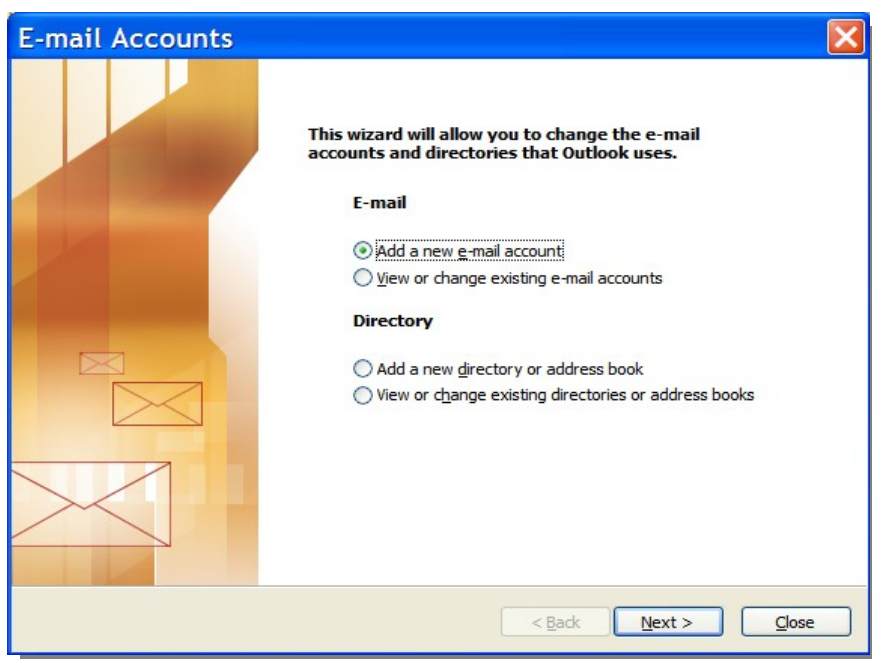 E-mail Accounts
This wizard will allow you to change the e-mail
accounts and directories that Outlook uses.
E-mail
Add a new e-mail account
View or change existing e-mail accounts
Directory
Add a new directory or address book
View or change existing directories or address books
< Back Next > Close